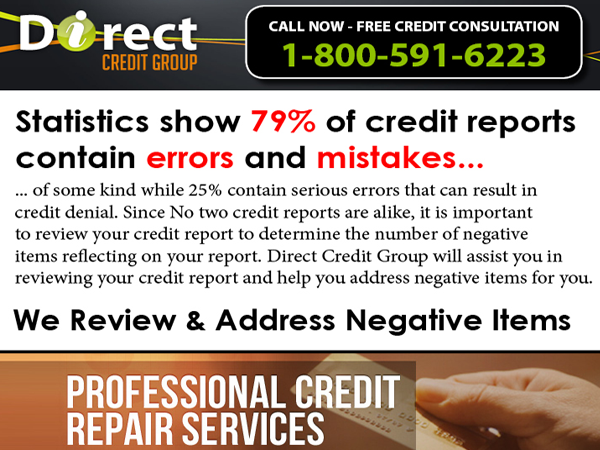 Direct
CREDIT GROUP
CALL NOW - FREE CREDIT CONSULTATION
1-800-591-6223
Statistics show 79% of credit reports
contain errors and mistakes...
... of some kind while 25% contain serious errors that can result in
credit denial. Since No two credit reports are alike, it is important
to review your credit report to determine the number of negative
items reflecting on your report. Direct Credit Group will assist you in
reviewing your credit report and help you address negative items for you.
We Review & Address Negative Items
PROFESSIONAL CREDIT
REPAIR SERVICES